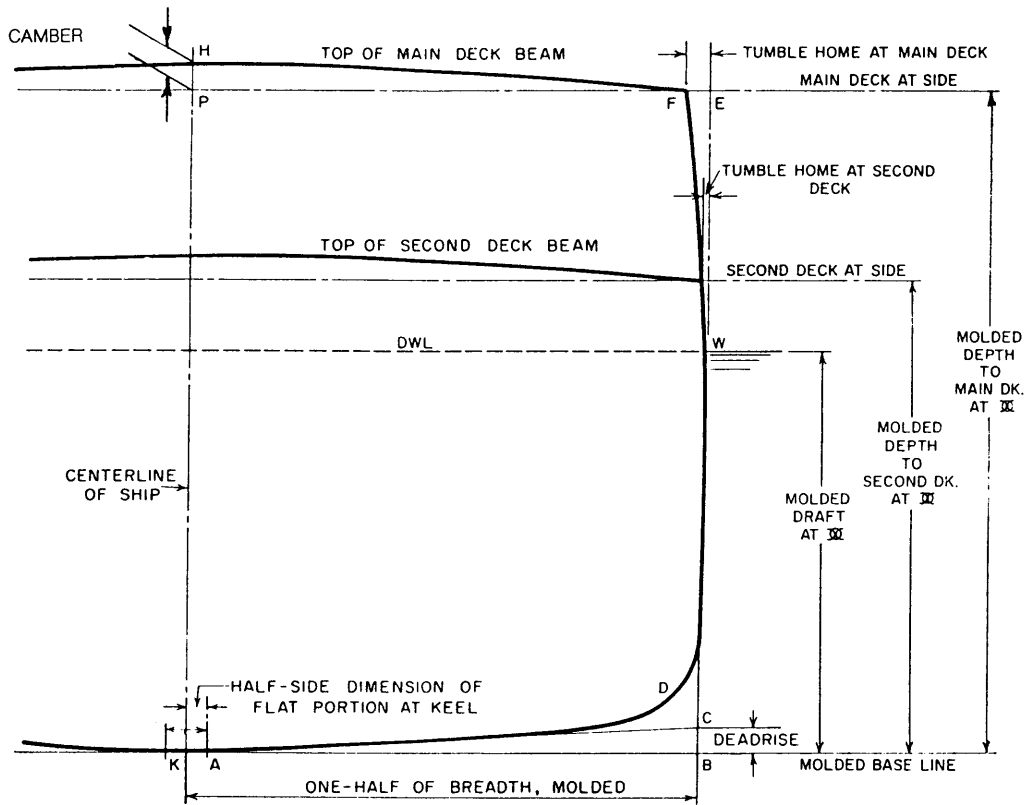 CAMBER
H
TOP OF MAIN DECK BEAM
TUMBLE HOME AT MAIN DECK
MAIN DECK AT SIDE
P
F
E
TUMBLE HOME AT SECOND
DECK
TOP OF SECOND DECK BEAM
SECOND DECK AT SIDE
DWL
W
MOLDED
DEPTH
TO
MAIN DK.
AT
MOLDED
DEPTH
TO
SECOND DK.
AT
CENTERLINE
OF SHIP
MOLDED
DRAFT
AT
HALF-SIDE DIMENSION OF
FLAT PORTION AT KEEL
D
C
DEADRISE
K
A
B
MOLDED BASE LINE
ONE-HALF OF BREADTH, MOLDED